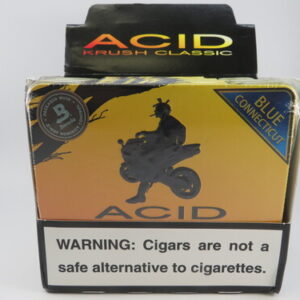 ACID
KRUSH CLASSIC
BLUE
CONNECTICUT
ACID
WARNING: Cigars are not a
safe alternative to cigarettes.